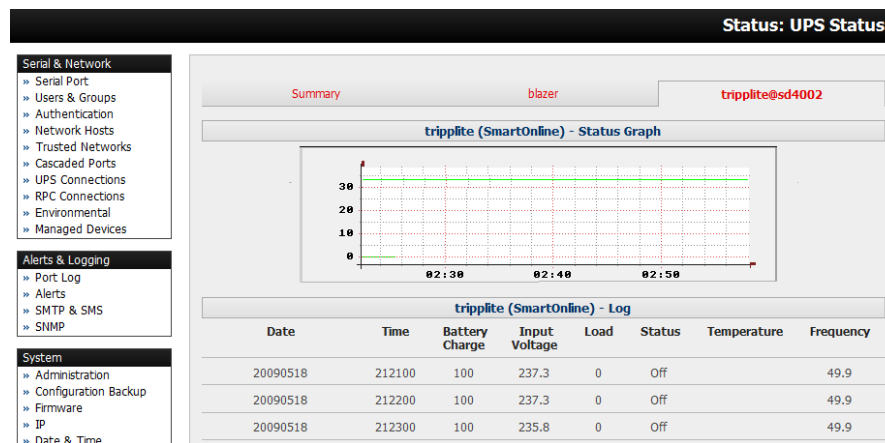 Status: UPS Status
Serial & Network
» Serial Port
» Users & Groups
» Authentication
» Network Hosts
» Trusted Networks
» Cascaded Ports
» UPS Connections
» RPC Connections
» Environmental
» Managed Devices
Alerts & Logging
» Port Log
» Alerts
» SMTP & SMS
» SNMP
System
» Administration
» Configuration Backup
» Firmware
» IP
» Date & Time
Summary blazer tripplite@sd4002
tripplite (SmartOnline) - Status Graph
30
20
10
0
02:30 02:40 02:50
tripplite (SmartOnline) - Log
Date Time Battery Charge Input Voltage Load Status Temperature Frequency
20090518 212100 100 237.3 0 Off 49.9
20090518 212200 100 237.3 0 Off 49.9
20090518 212300 100 235.8 0 Off 49.9